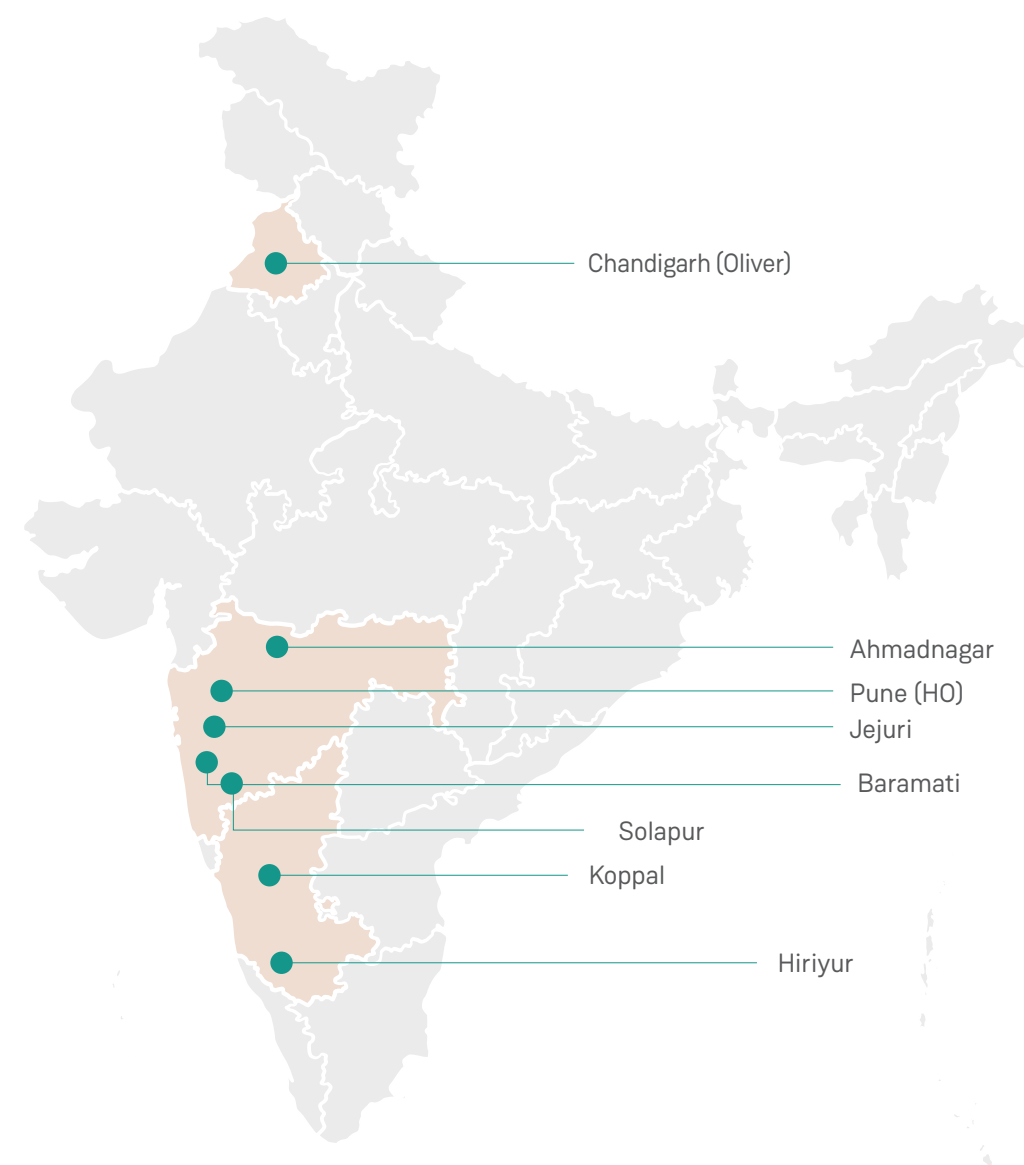 Chandigarh (Oliver)
Ahmadnagar
Pune (HO)
Jejuri
Baramati
Solapur
Koppal
Hiriyur